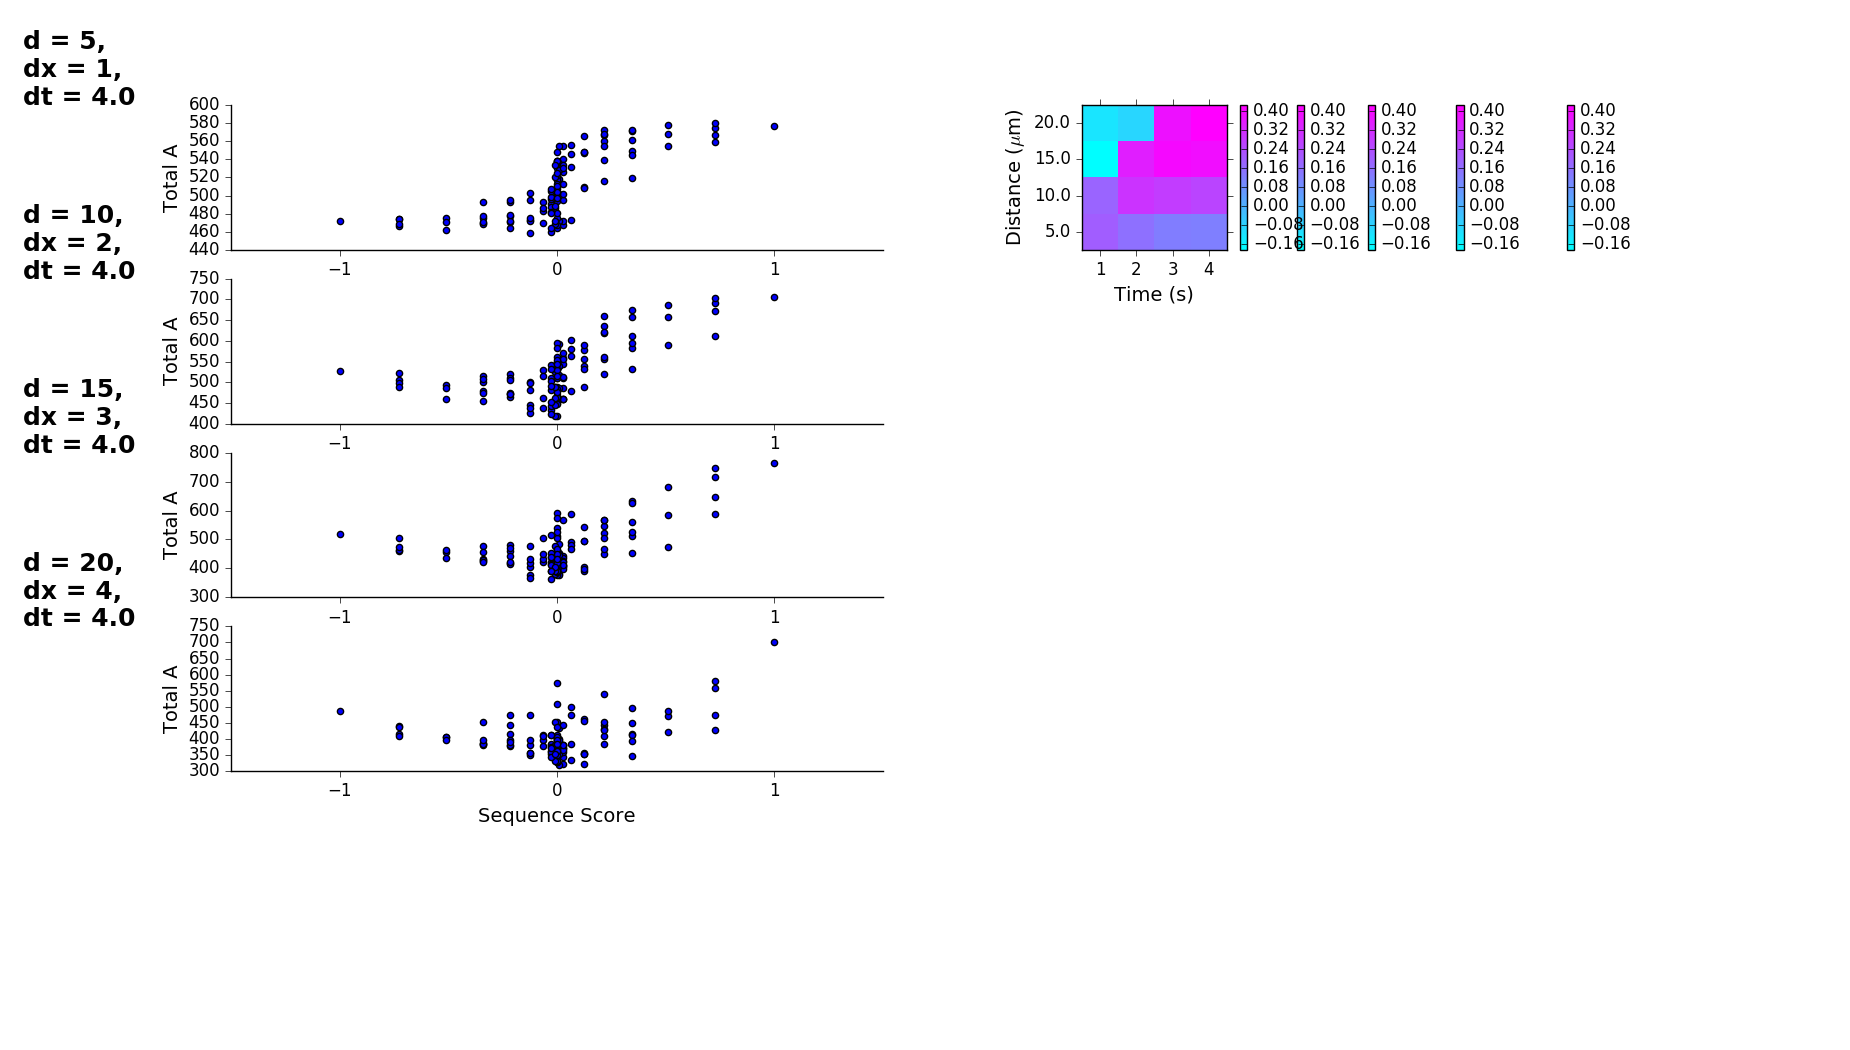 d = 5,
dx = 1,
dt = 4.0
600
580
560
540
520
500
480
460
440
Total A
−1 0 1
d = 10,
dx = 2,
dt = 4.0
750
700
650
600
550
500
450
400
Total A
−1 0 1
d = 15,
dx = 3,
dt = 4.0
800
700
600
500
400
300
Total A
−1 0 1
d = 20,
dx = 4,
dt = 4.0
750
700
650
600
550
500
450
400
350
300
Total A
−1 0 1
Sequence Score
Distance (μm)
20.0
15.0
10.0
5.0
1 2 3 4
Time (s)
0.40 0.40 0.40 0.40 0.40
0.32 0.32 0.32 0.32 0.32
0.24 0.24 0.24 0.24 0.24
0.16 0.16 0.16 0.16 0.16
0.08 0.08 0.08 0.08 0.08
0.00 0.00 0.00 0.00 0.00
−0.08 −0.08 −0.08 −0.08 −0.08
−0.16 −0.16 −0.16 −0.16 −0.16